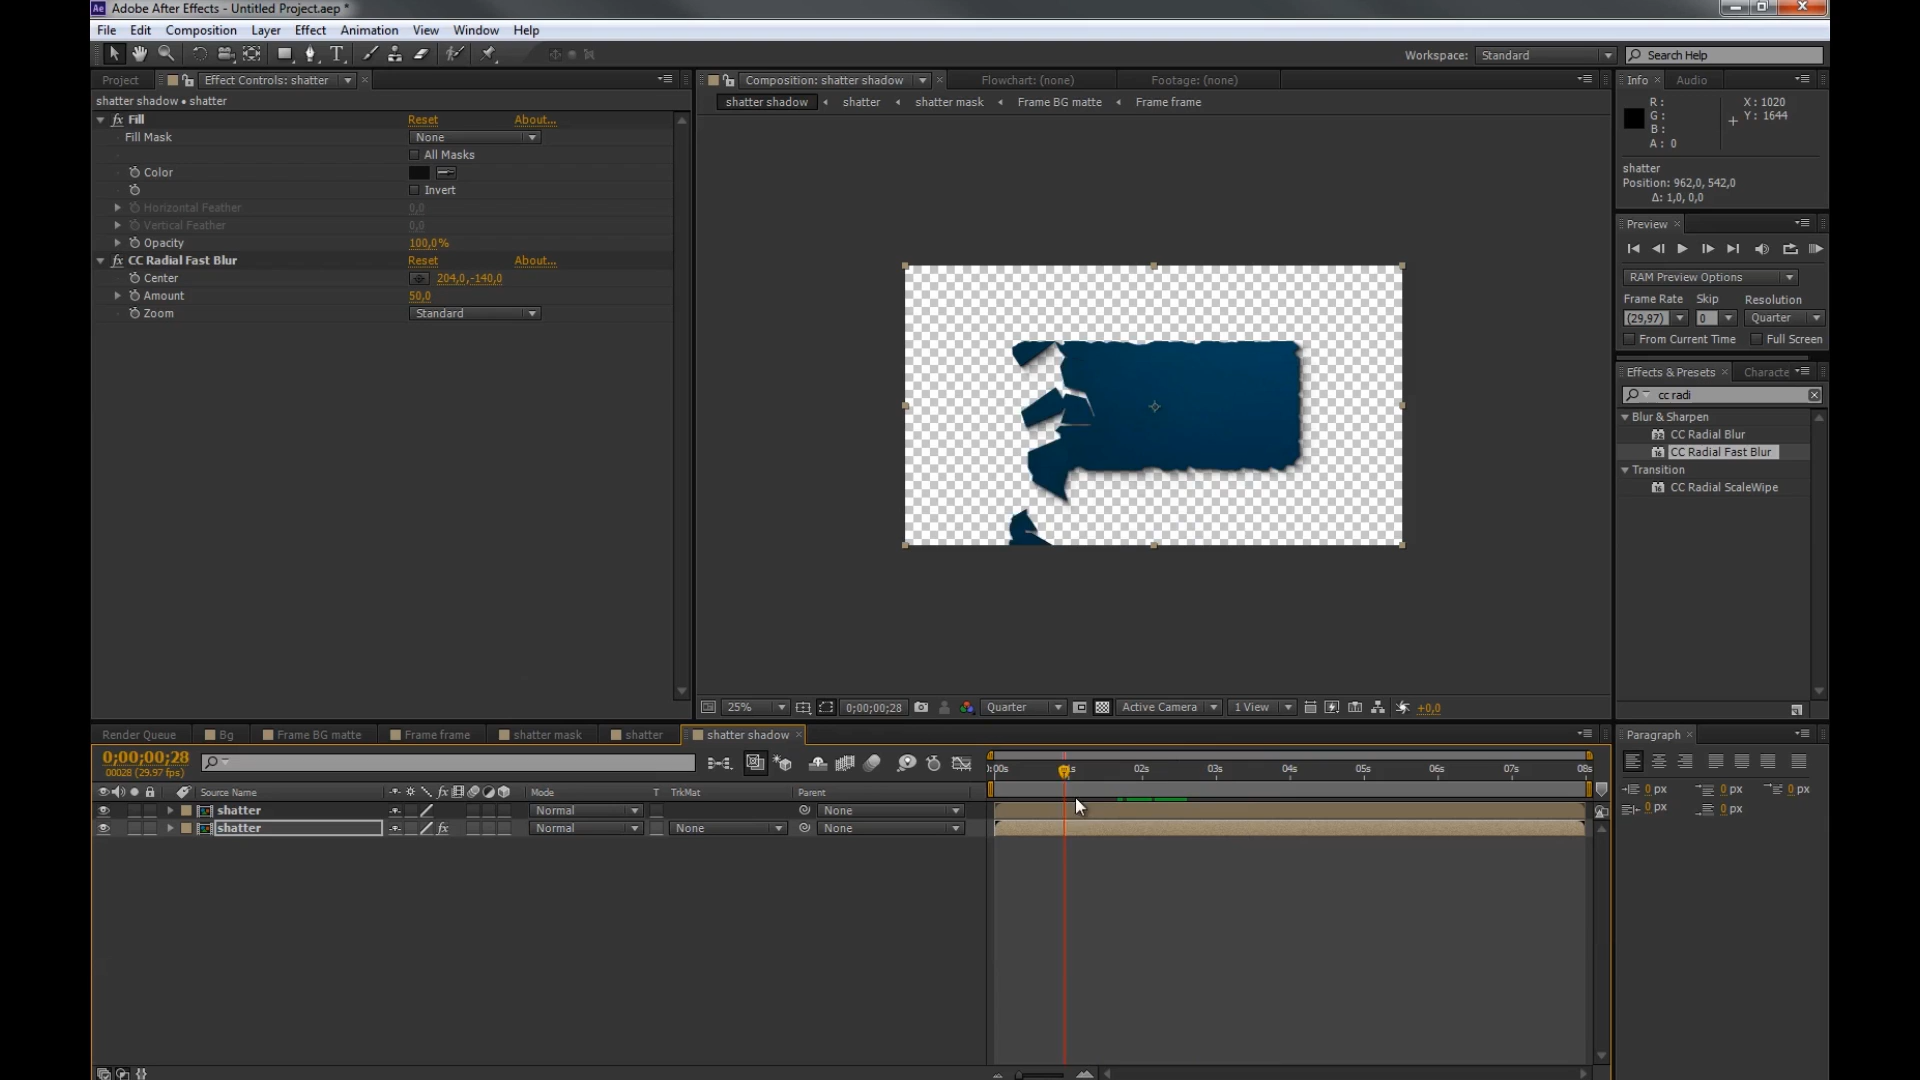 Ae Adobe After Effects - Untitled Project.aep *
File Edit Composition Layer Effect Animation View Window Help
Workspace: Standard Search Help
Project Effect Controls: shatter
Composition: shatter shadow Flowchart: (none) Footage: (none)
Info Audio
shatter shadow • shatter
shatter shadow shatter shatter mask Frame BG matte Frame frame
fx Fill Reset About...
Fill Mask None
All Masks
Color
Invert
Horizontal Feather 0,0
Vertical Feather 0,0
Opacity 100,0%
fx CC Radial Fast Blur Reset About...
Center 204,0,-140,0
Amount 50,0
Zoom Standard
R :
G :
B :
A : 0
X : 1020
Y : 1644
shatter
Position: 962,0, 542,0
Δ: 1,0, 0,0
Preview
RAM Preview Options
Frame Rate Skip Resolution
(29,97) 0 Quarter
From Current Time Full Screen
Effects & Presets Characte
cc radi
Blur & Sharpen
CC Radial Blur
CC Radial Fast Blur
Transition
CC Radial ScaleWipe
25% 0;00;00;28 Quarter Active Camera 1 View +0,0
Render Queue Bg Frame BG matte Frame frame shatter mask shatter shatter shadow
0;00;00;28
00028 (29.97 fps)
Source Name fx Mode T TrkMat Parent
):00s 1s 02s 03s 04s 05s 06s 07s 08s
shatter Normal None
shatter fx Normal None None
Paragraph
0 px 0 px 0 px
0 px 0 px